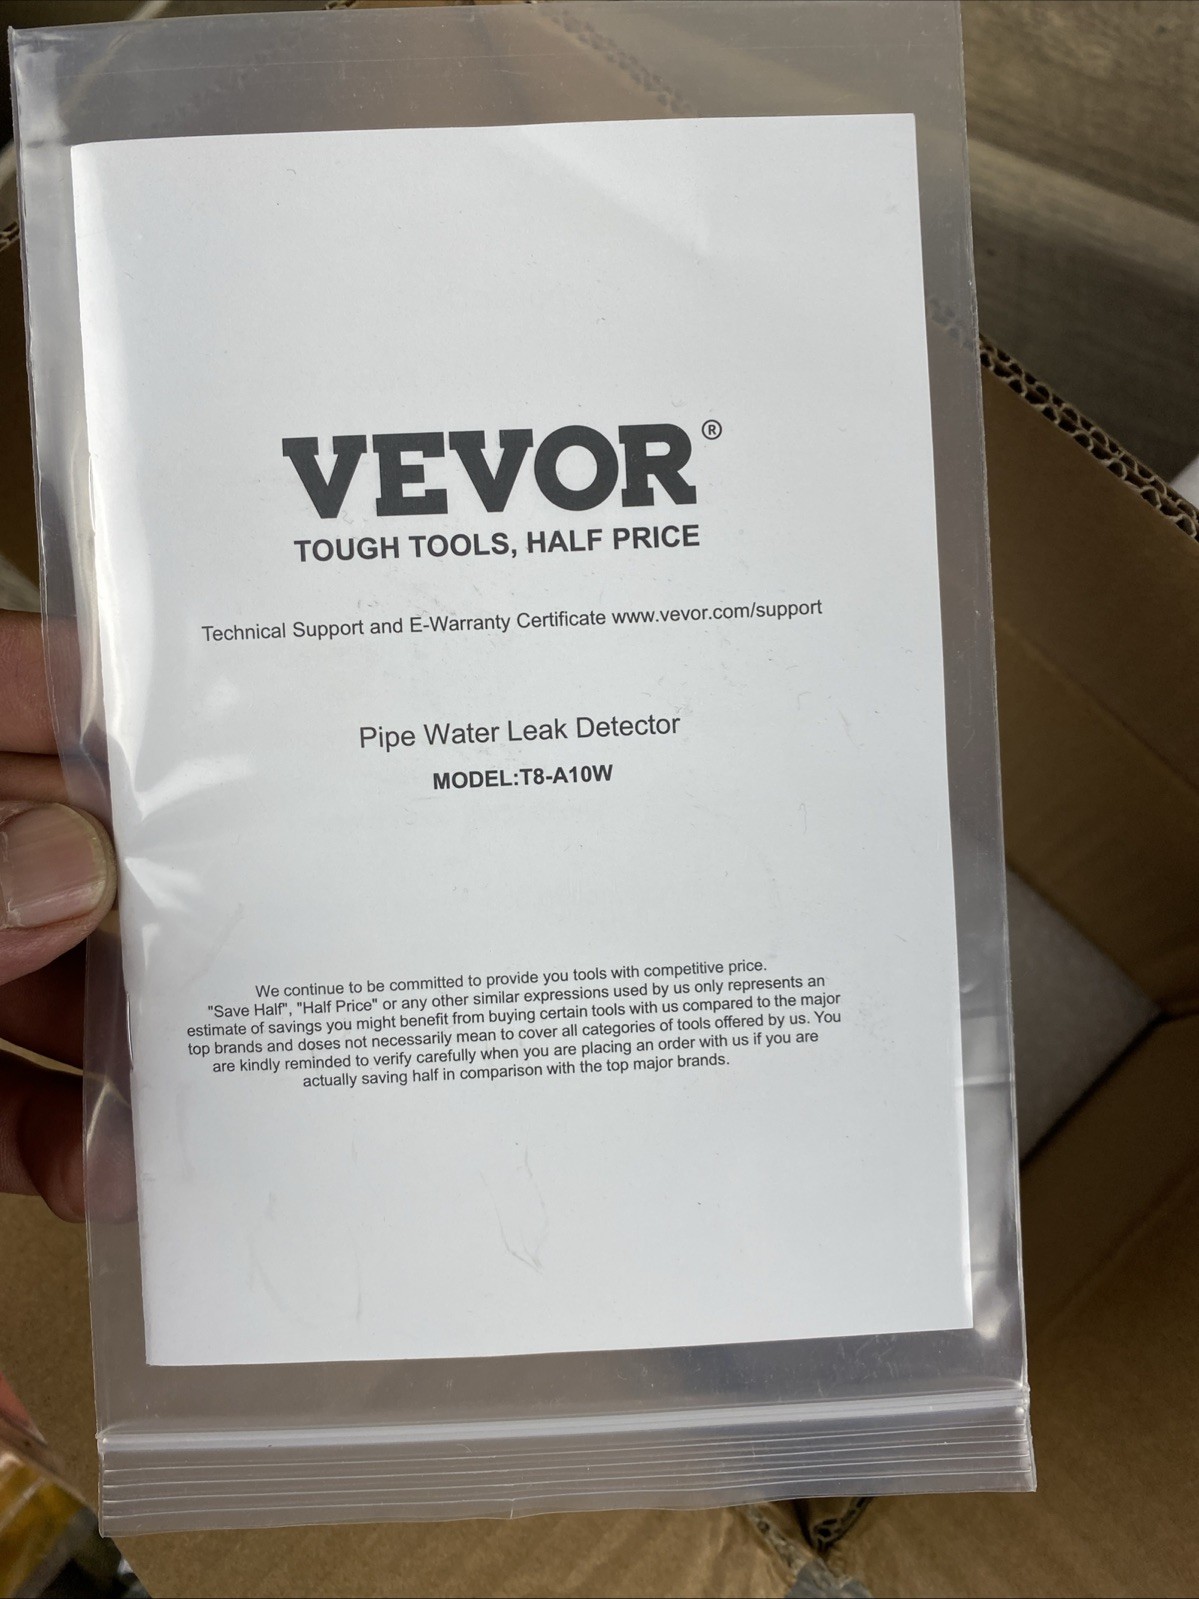 VEVOR®
TOUGH TOOLS, HALF PRICE
Technical Support and E-Warranty Certificate www.vevor.com/support
Pipe Water Leak Detector
MODEL:T8-A10W
We continue to be committed to provide you tools with competitive price.
"Save Half", "Half Price" or any other similar expressions used by us only represents an
estimate of savings you might benefit from buying certain tools with us compared to the major
top brands and doses not necessarily mean to cover all categories of tools offered by us. You
are kindly reminded to verify carefully when you are placing an order with us if you are
actually saving half in comparison with the top major brands.